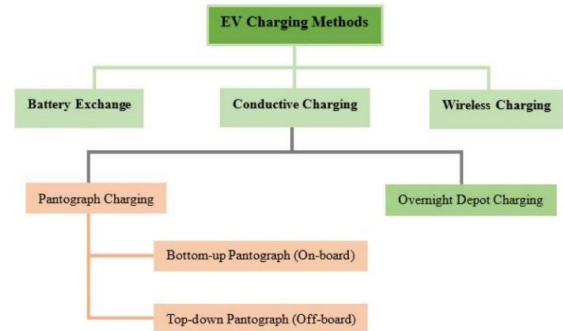 EV Charging Methods
Battery Exchange
Conductive Charging
Wireless Charging
Pantograph Charging
Overnight Depot Charging
Bottom-up Pantograph (On-board)
Top-down Pantograph (Off-board)